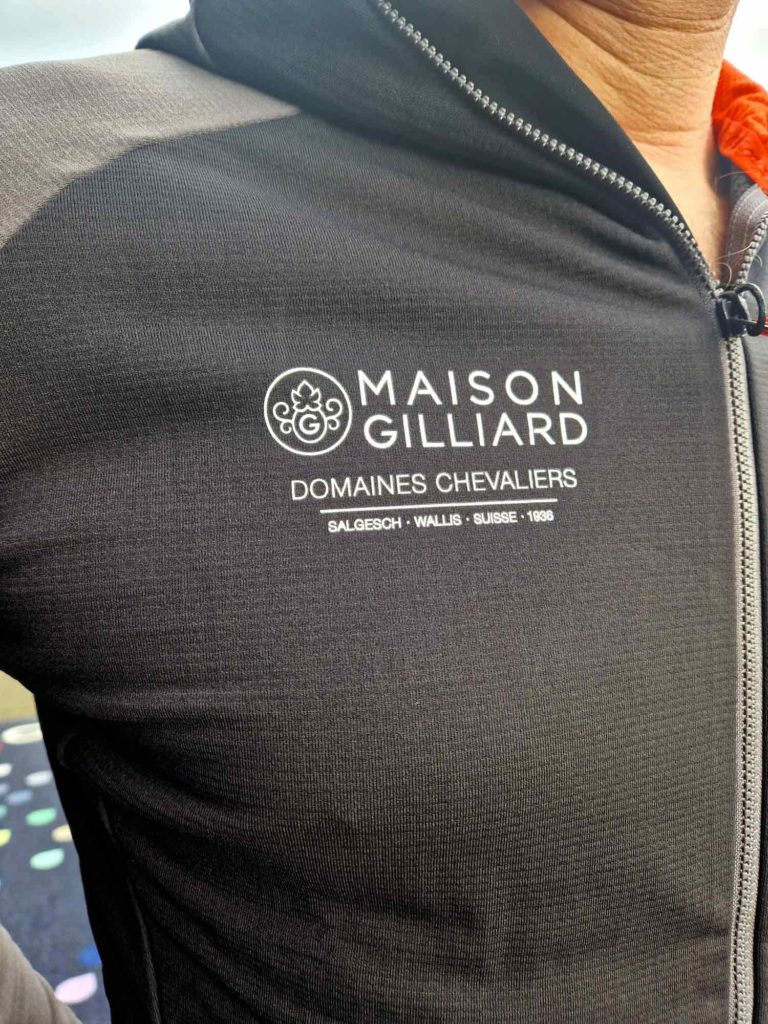 G
MAISON
GILLIARD
DOMAINES CHEVALIERS
SALGESCH · WALLIS · SUISSE · 1936